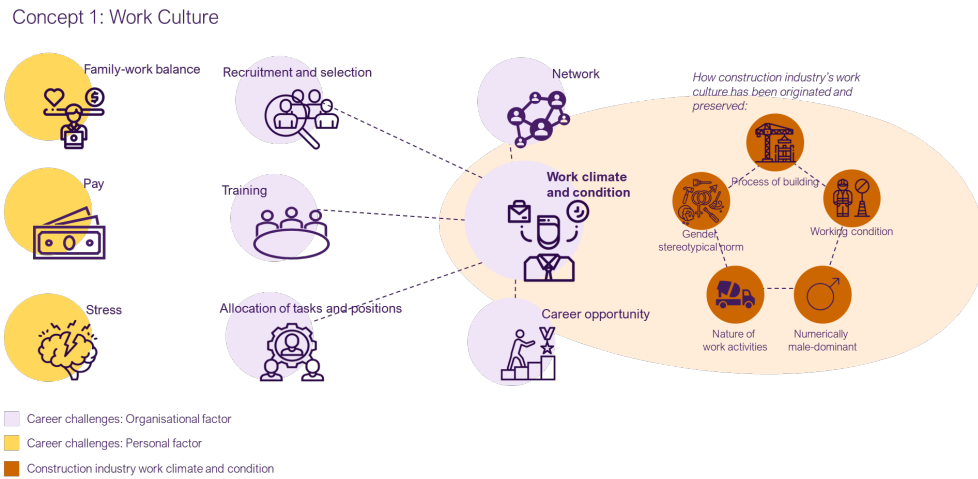 Concept 1: Work Culture
Family-work balance
Recruitment and selection
Network
How construction industry's work
culture has been originated and
preserved:
Pay
Training
Work climate
and condition
Process of building
Gender
stereotypical norm
Working condition
Stress
Allocation of tasks and positions
Career opportunity
Nature of
work activities
Numerically
male-dominant
Career challenges: Organisational factor
Career challenges: Personal factor
Construction industry work climate and condition